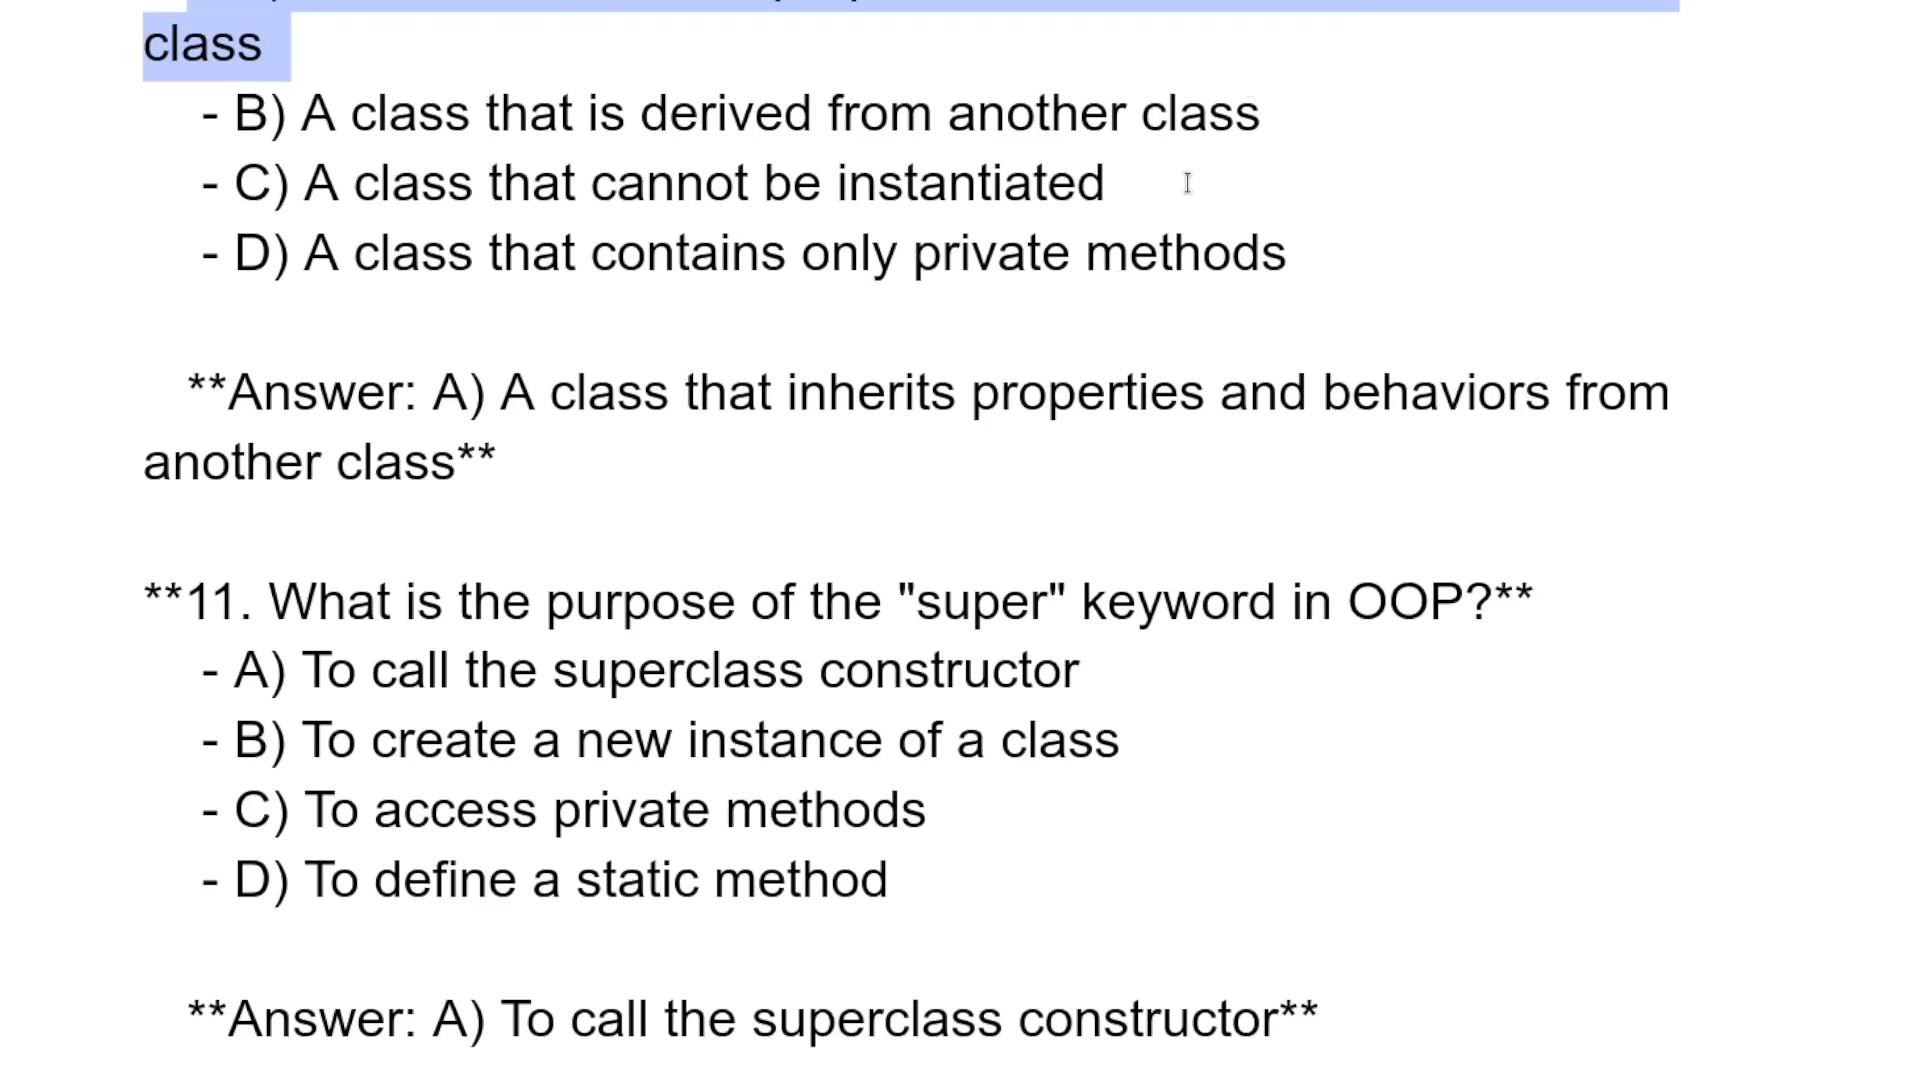 class
- B) A class that is derived from another class
- C) A class that cannot be instantiated
- D) A class that contains only private methods
**Answer: A) A class that inherits properties and behaviors from
another class**
**11. What is the purpose of the "super" keyword in OOP?**
- A) To call the superclass constructor
- B) To create a new instance of a class
- C) To access private methods
- D) To define a static method
**Answer: A) To call the superclass constructor**